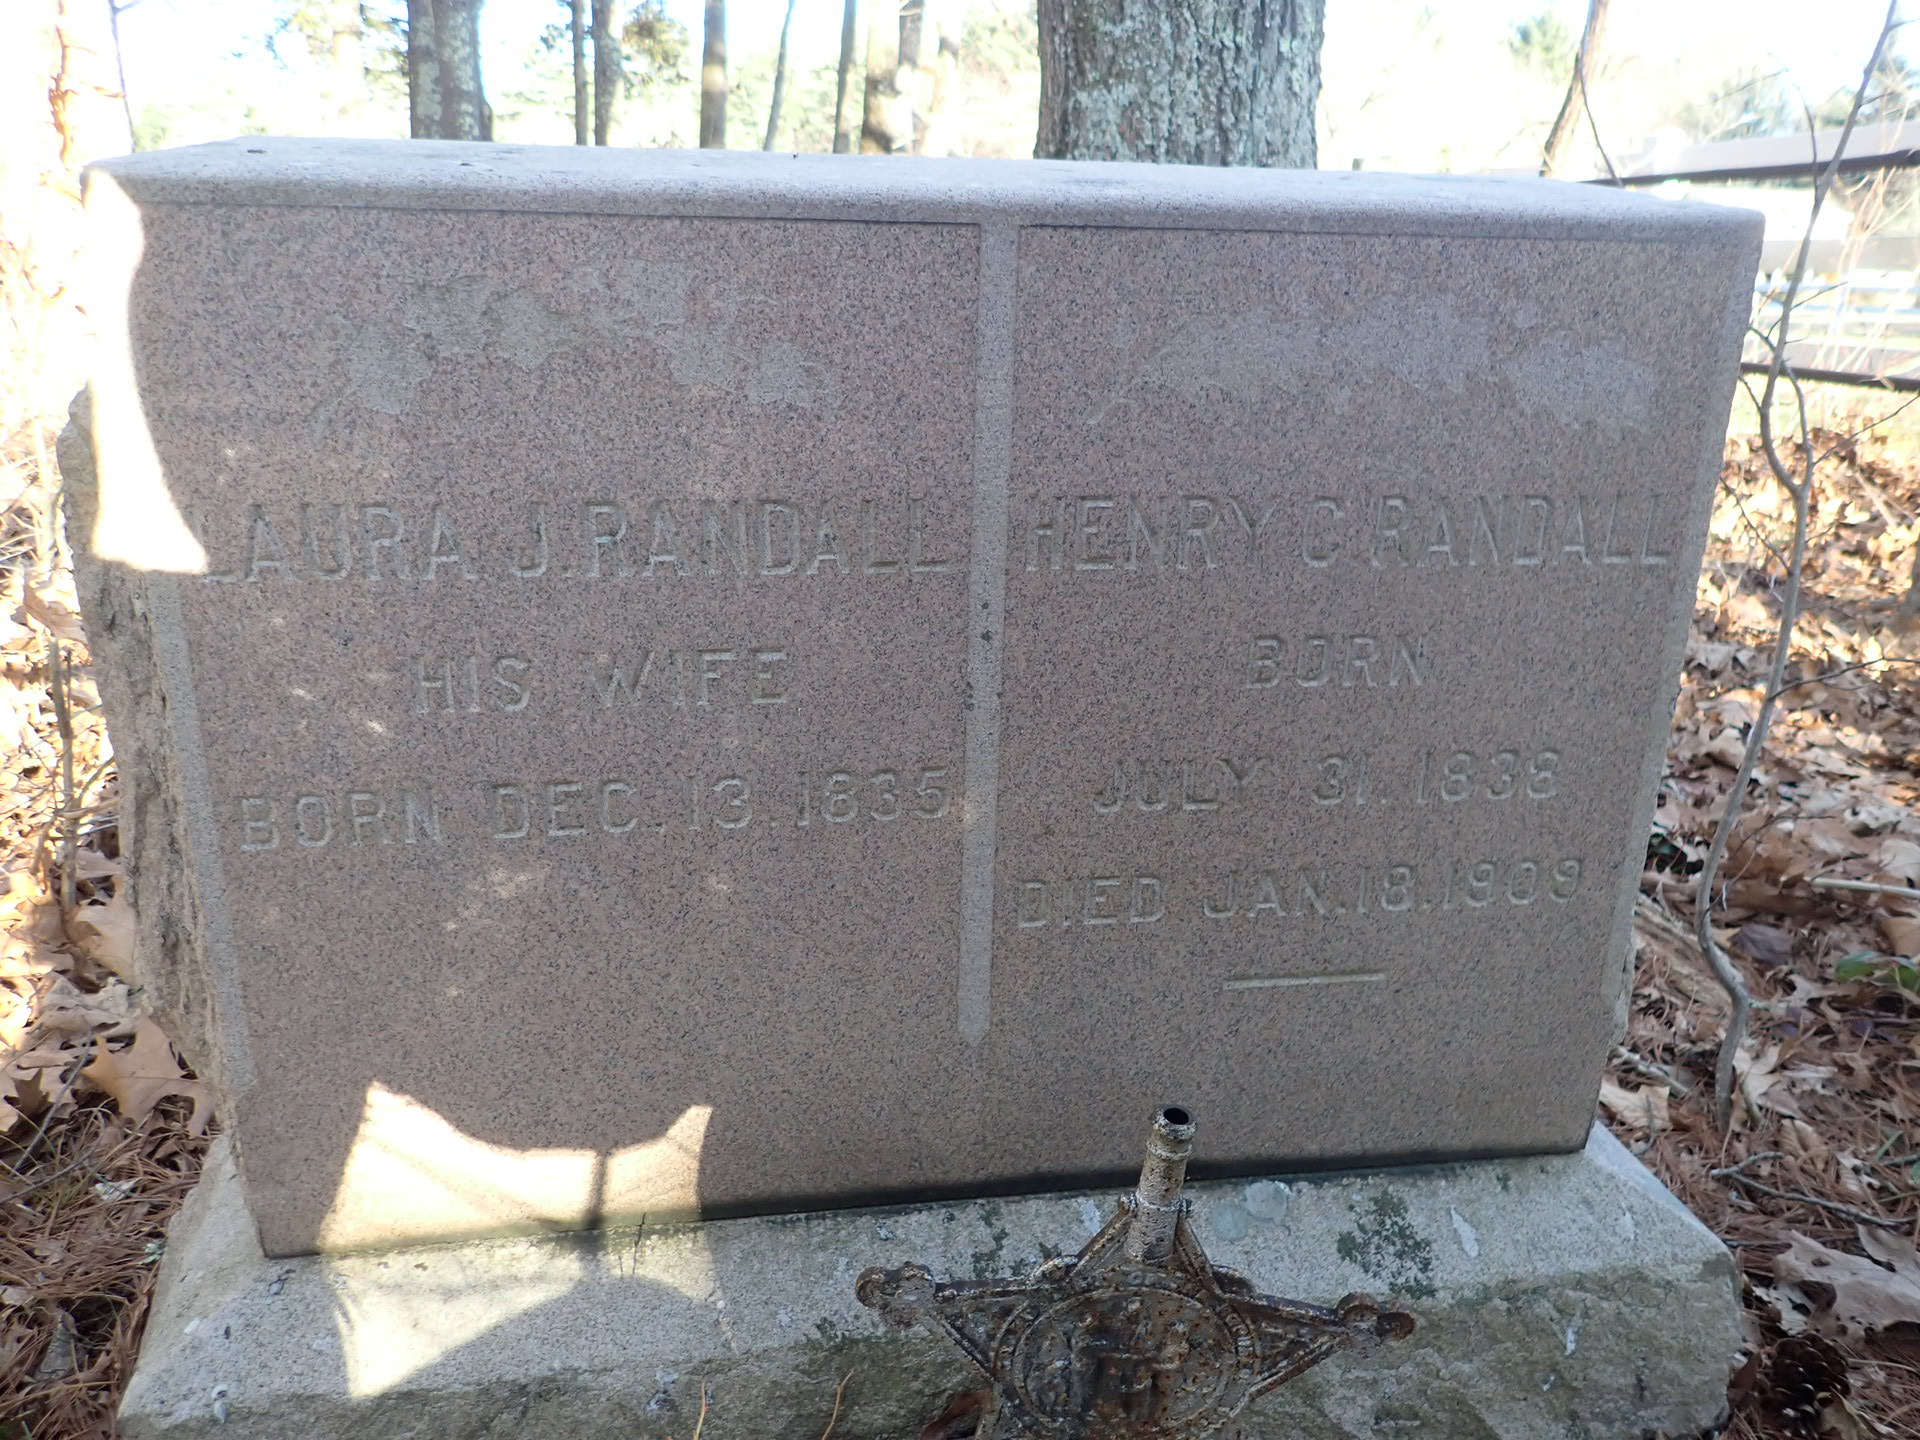 LAURA J. RANDALL
HIS WIFE
BORN DEC. 13. 1835
HENRY C. RANDALL
BORN
JULY 31. 1838
DIED JAN. 18. 1909